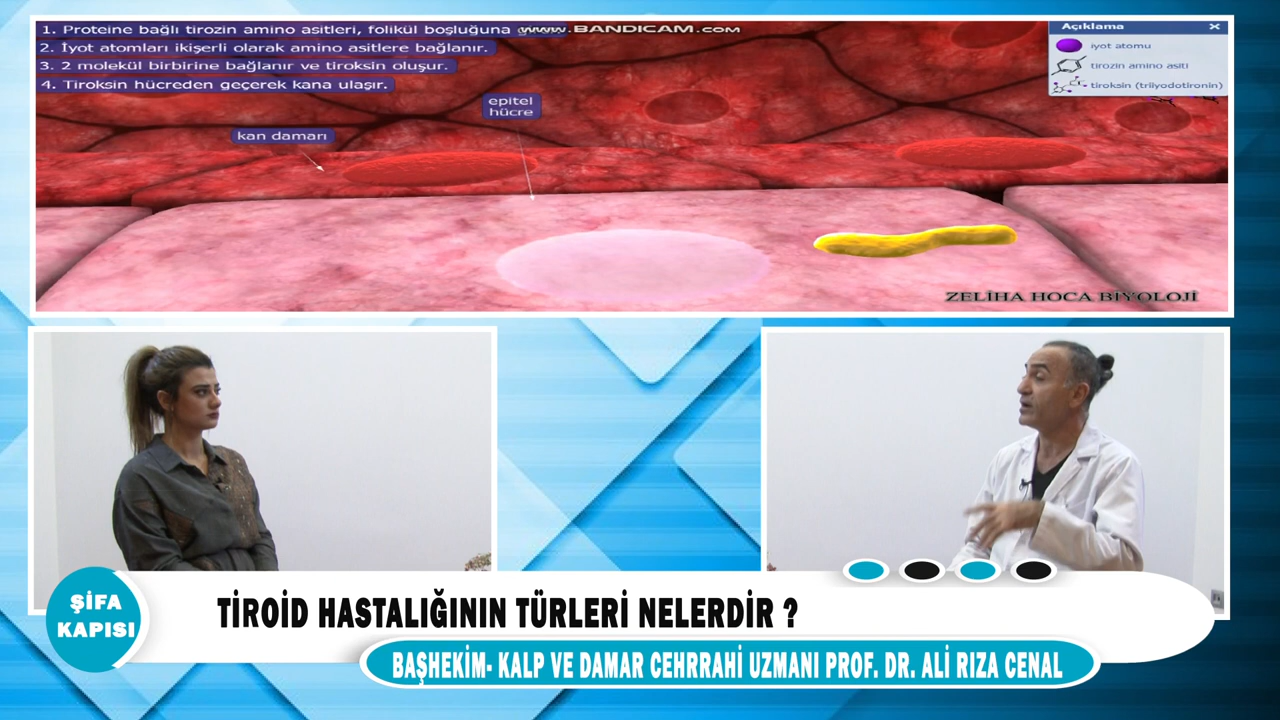 1. Proteine bağlı tirozin amino asitleri, folikül boşluğuna
www.BANDICAM.com
2. İyot atomları ikişerli olarak amino asitlere bağlanır.
3. 2 molekül birbirine bağlanır ve tiroksin oluşur.
4. Tiroksin hücreden geçerek kana ulaşır.
Açıklama
iyot atomu
tirozin amino asiti
tiroksin (triiyodotironin)
epitel
hücre
kan damarı
ZELİHA HOCA BİYOLOJİ
ŞİFA
KAPISI
TİROİD HASTALIĞININ TÜRLERİ NELERDİR ?
BAŞHEKİM- KALP VE DAMAR CEHRRAHİ UZMANI PROF. DR. ALİ RIZA CENAL